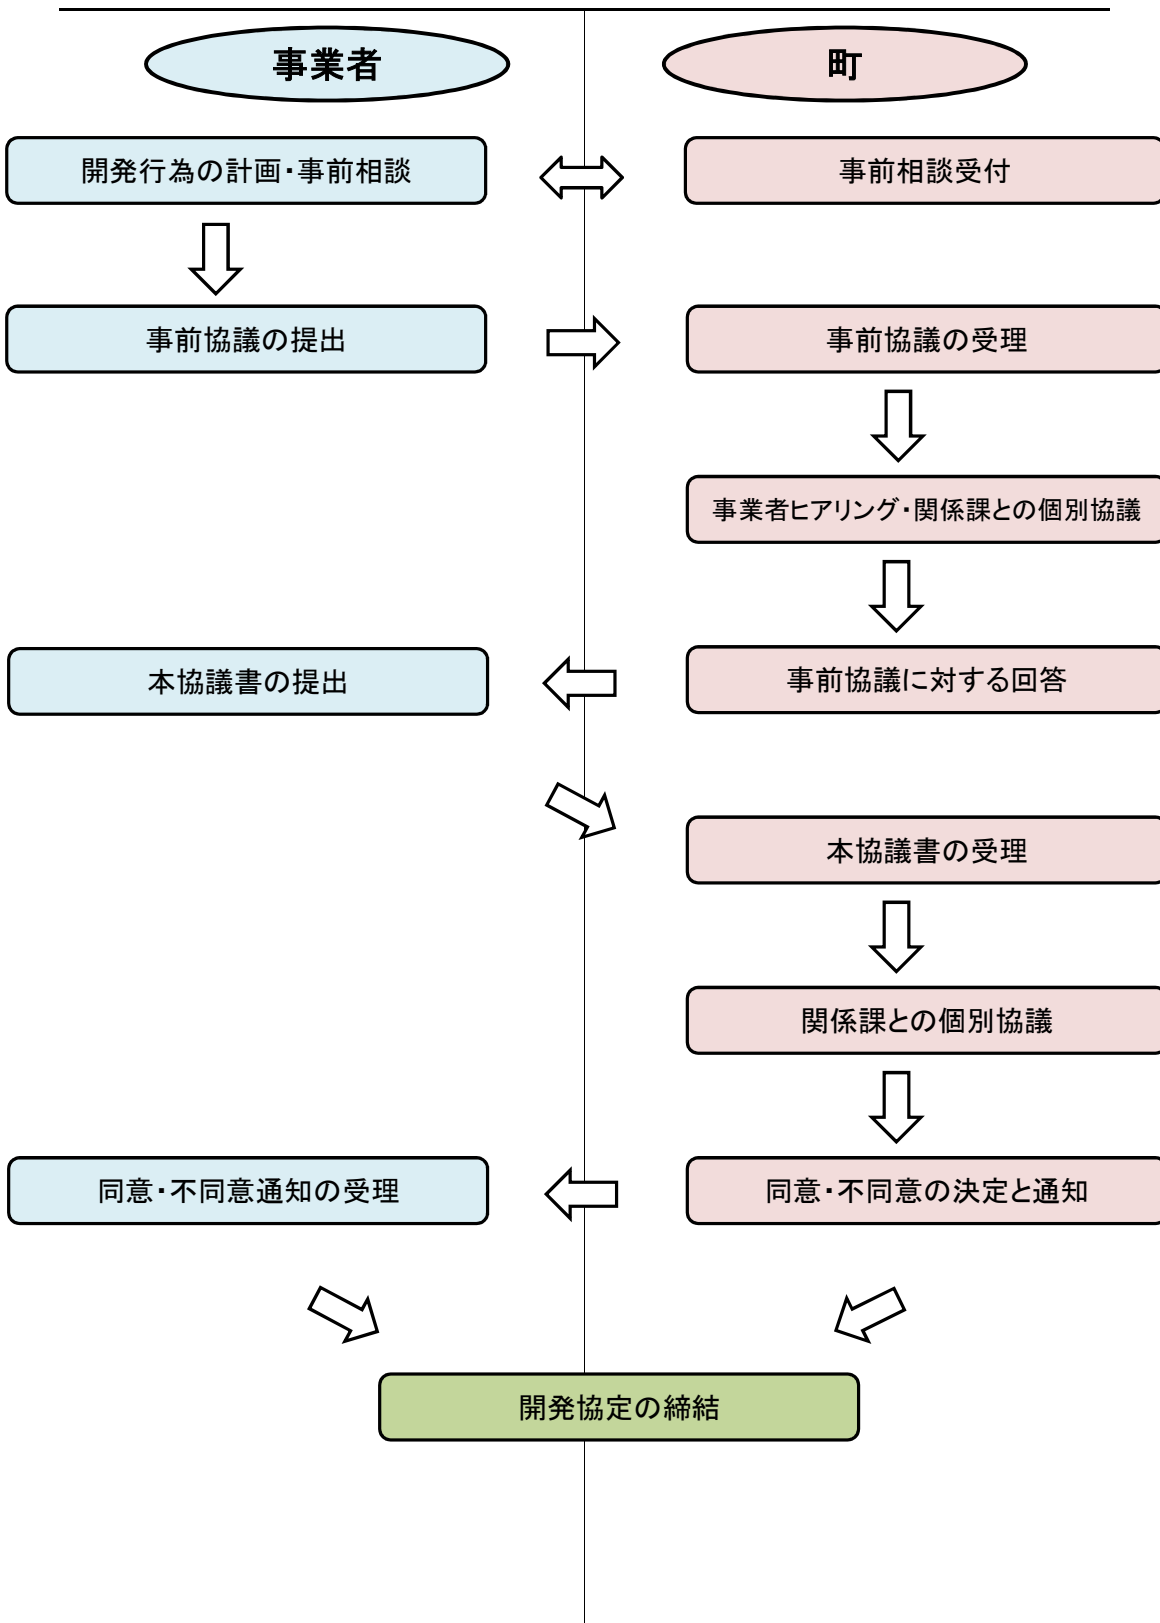 事業者
町
開発行為の計画・事前相談
事前相談受付
事前協議の提出
事前協議の受理
事業者ヒアリング・関係課との個別協議
本協議書の提出
事前協議に対する回答
本協議書の受理
関係課との個別協議
同意・不同意通知の受理
同意・不同意の決定と通知
開発協定の締結